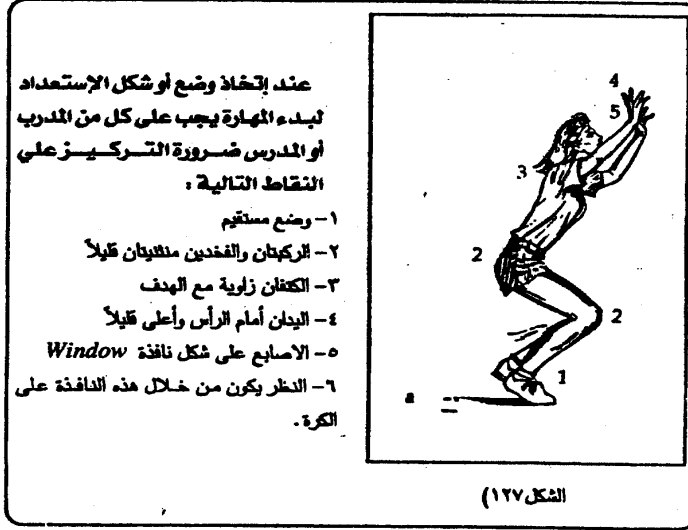 عند إتخاذ وضع أو شكل الإستعداد
لبدء المهارة يجب على كل من المدرب
أو المدرس ضرورة التركيز علي
النقاط التالية :
١- وضع مستقيم
٢- الركبتان والفخدين منثنيتان قليلاً
٣- الكتفان زاوية مع الهدف
٤- اليدان أمام الرأس وأعلى قليلاً
٥- الاصابع على شكل نافذة Window
٦- النظر يكون من خلال هذه النافذة على
الكرة .
4
5
3
2
2
1
a
الشكل ١٢٧)